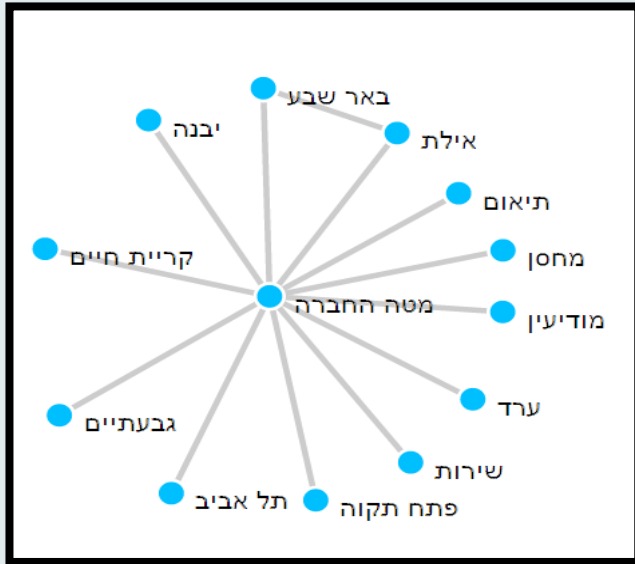 באר שבע
יבנה
אילת
תיאום
קריית חיים
מחסן
מטה החברה
מודיעין
ערד
גבעתיים
שירות
תל אביב
פתח תקוה